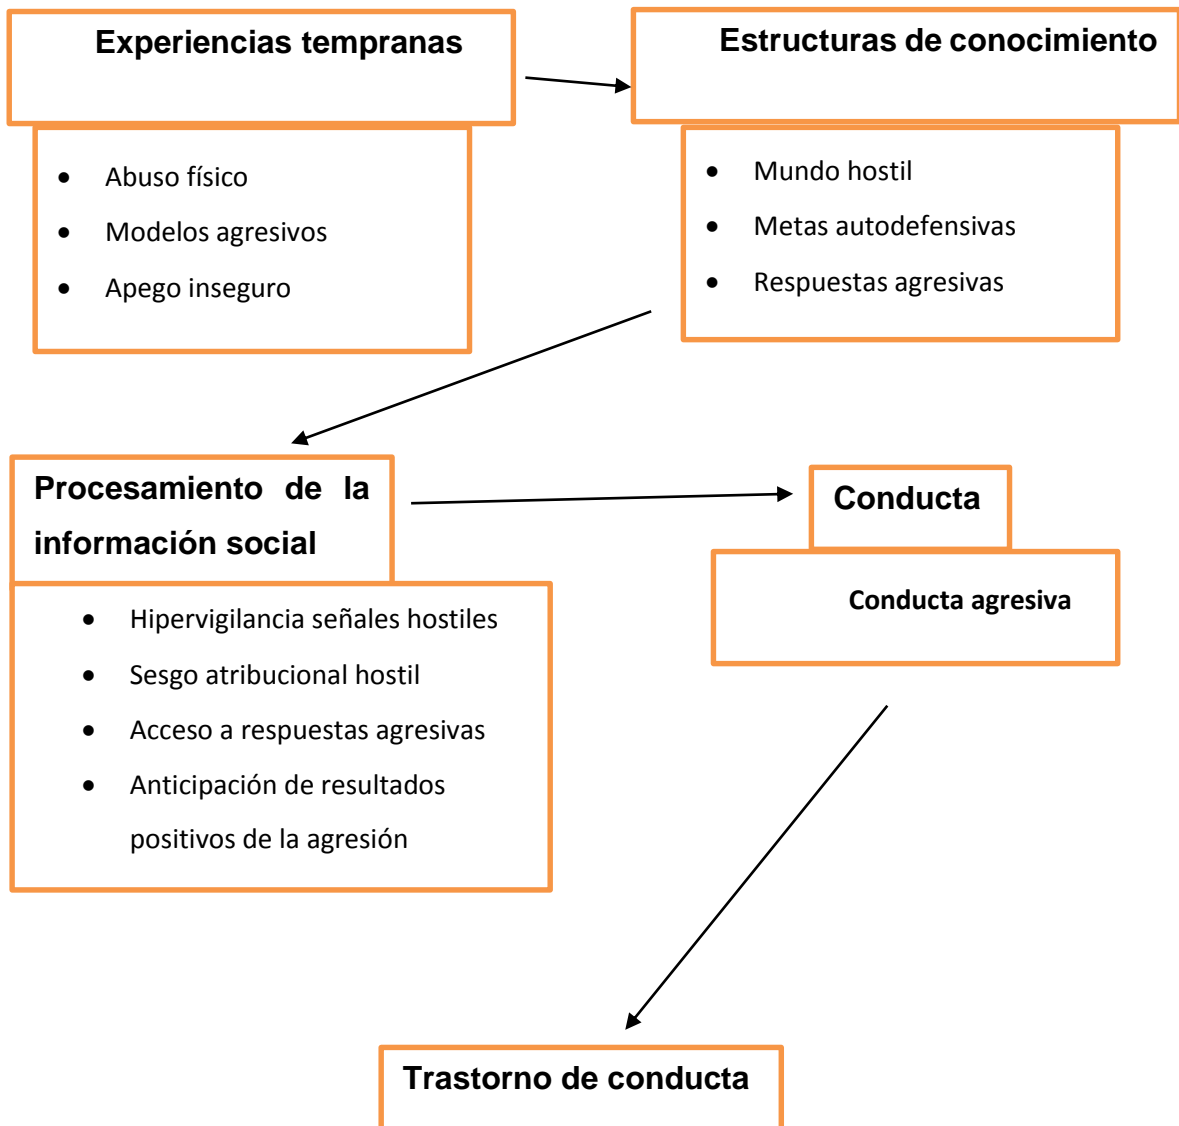 Experiencias tempranas
• Abuso físico
• Modelos agresivos
• Apego inseguro
Estructuras de conocimiento
• Mundo hostil
• Metas autodefensivas
• Respuestas agresivas
Procesamiento de la
información social
• Hipervigilancia señales hostiles
• Sesgo atribucional hostil
• Acceso a respuestas agresivas
• Anticipación de resultados
positivos de la agresión
Conducta
Conducta agresiva
Trastorno de conducta